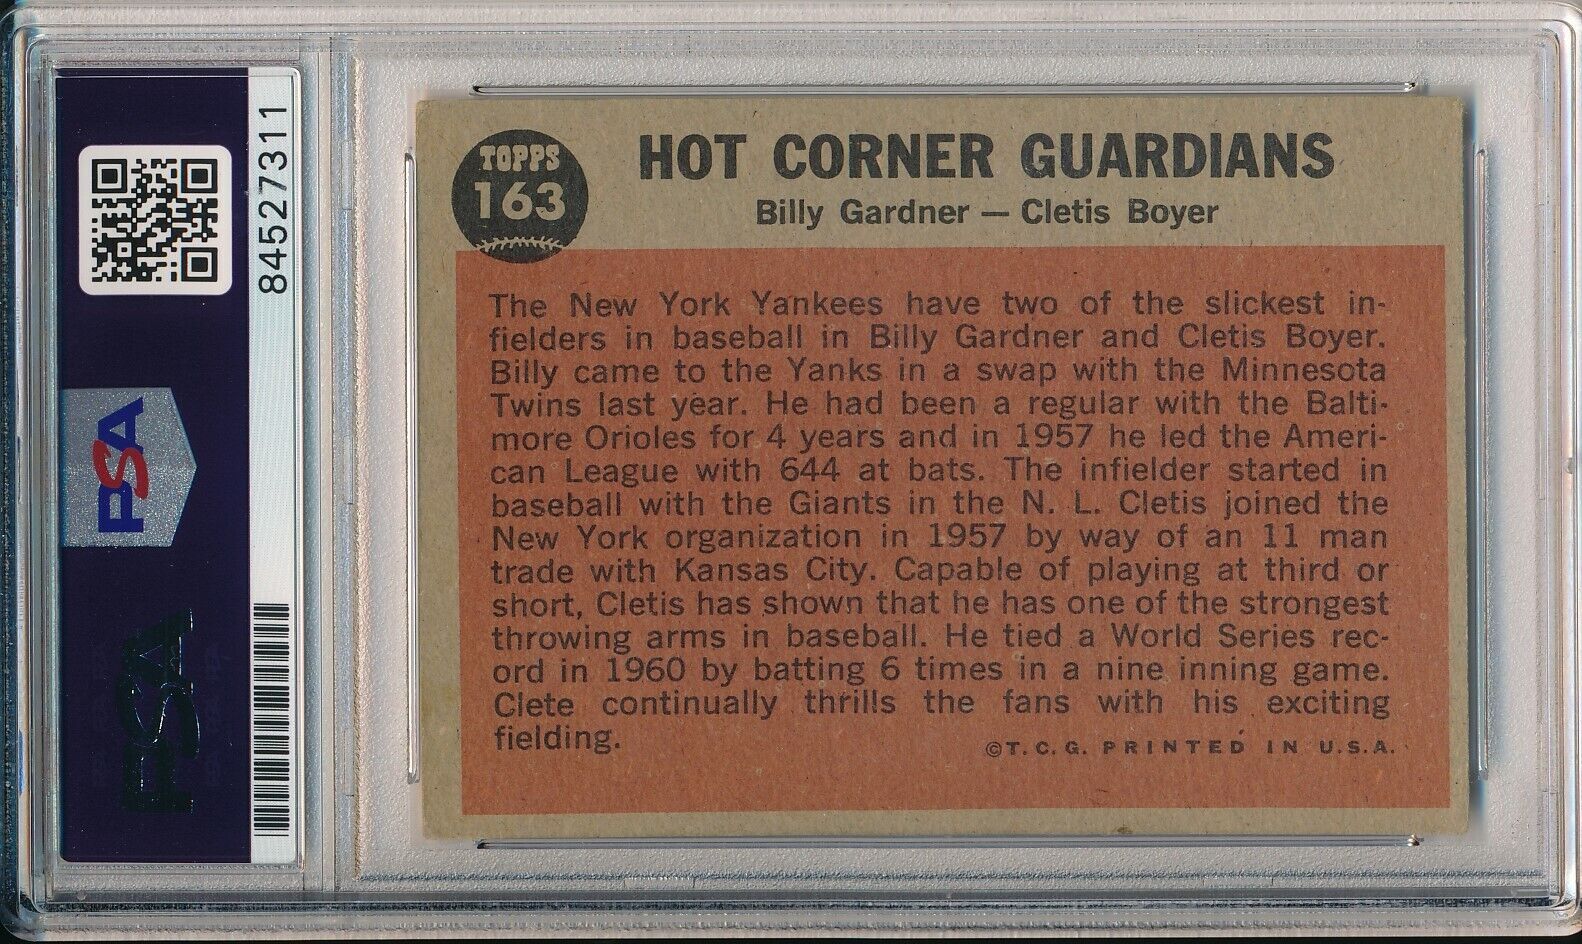 84527311
PSA
PSA
TOPPS
163
HOT CORNER GUARDIANS
Billy Gardner — Cletis Boyer
The New York Yankees have two of the slickest in-
fielders in baseball in Billy Gardner and Cletis Boyer.
Billy came to the Yanks in a swap with the Minnesota
Twins last year. He had been a regular with the Balti-
more Orioles for 4 years and in 1957 he led the Ameri-
can League with 644 at bats. The infielder started in
baseball with the Giants in the N. L. Cletis joined the
New York organization in 1957 by way of an 11 man
trade with Kansas City. Capable of playing at third or
short, Cletis has shown that he has one of the strongest
throwing arms in baseball. He tied a World Series rec-
ord in 1960 by batting 6 times in a nine inning game.
Clete continually thrills the fans with his exciting
fielding.
©T.C.G. PRINTED IN U.S.A.